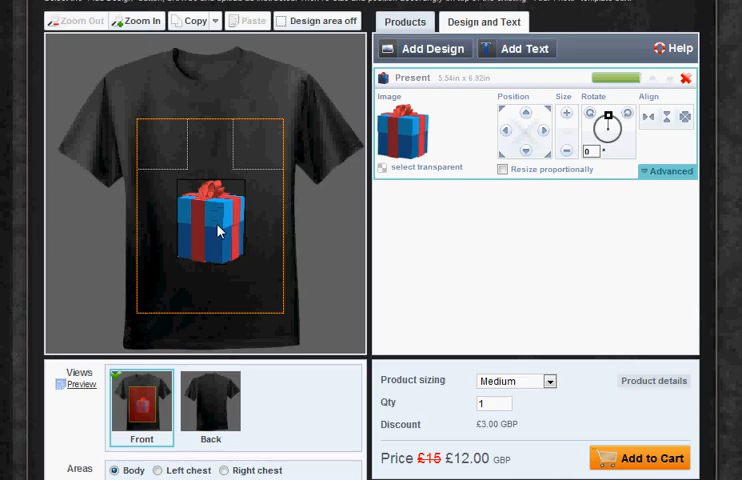 Zoom Out Zoom In Copy Paste Design area off
Products Design and Text
Add Design Add Text Help
Present 5.54in x 6.92in
Image Position Size Rotate Align
0 °
select transparent
Resize proportionally
Advanced
Views
Preview
Front Back
Areas Body Left chest Right chest
Product sizing Medium Product details
Qty 1
Discount £3.00 GBP
Price £15 £12.00 GBP
Add to Cart